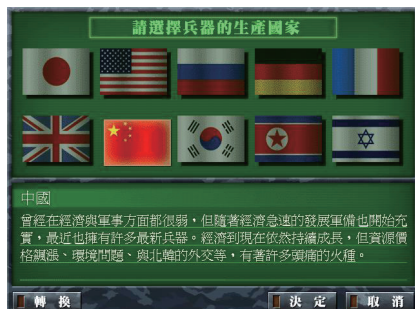 請選擇兵器的生產國家
中國
曾經在經濟與軍事方面都很弱，但隨著經濟急速的發展軍備也開始充
實，最近也擁有許多最新兵器。經濟到現在依然持續成長，但資源價
格飆漲、環境問題、與北韓的外交等，有著許多頭痛的火種。
轉換
決定
取消